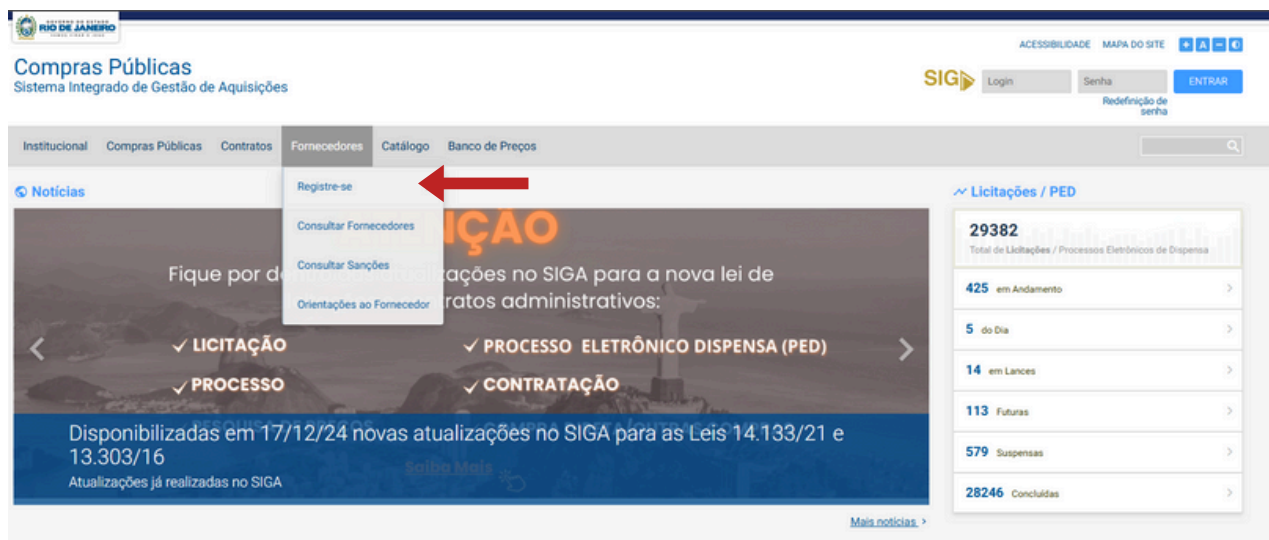 GOVERNO DO ESTADO
RIO DE JANEIRO
ACESSIBILIDADE MAPA DO SITE + A - 
Compras Públicas
Sistema Integrado de Gestão de Aquisições
SIGA Login Senha ENTRAR
Redefinição de
senha
Institucional Compras Públicas Contratos Fornecedores Catálogo Banco de Preços
Registre-se
Consultar Fornecedores
Consultar Sanções
Orientações ao Fornecedor
Notícias
NÇÃO
Fique por d ações no SIGA para a nova lei de
ratos administrativos:
✓ LICITAÇÃO ✓ PROCESSO ELETRÔNICO DISPENSA (PED)
✓ PROCESSO ✓ CONTRATAÇÃO
Disponibilizadas em 17/12/24 novas atualizações no SIGA para as Leis 14.133/21 e
13.303/16
Saiba Mais
Atualizações já realizadas no SIGA
Mais notícias >
Licitações / PED
29382
Total de Licitações / Processos Eletrônicos de Dispensa
425 em Andamento
5 do Dia
14 em Lances
113 Futuras
579 Suspensas
28246 Concluídas